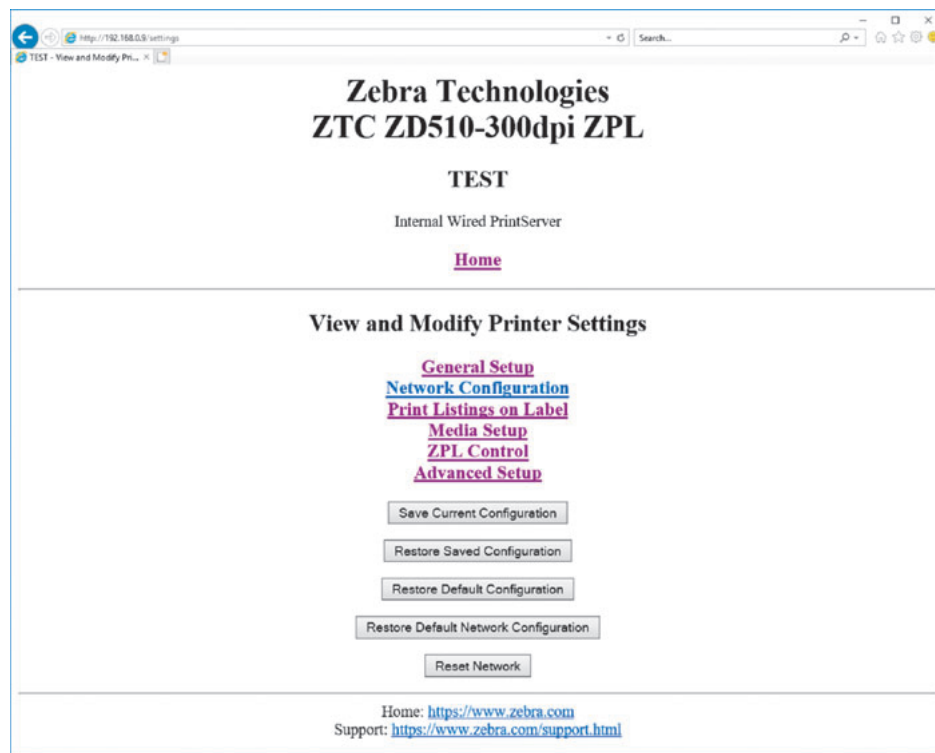 http://192.168.0.9/settings
Search...
TEST - View and Modify Pri...
Zebra Technologies
ZTC ZD510-300dpi ZPL
TEST
Internal Wired PrintServer
Home
View and Modify Printer Settings
General Setup
Network Configuration
Print Listings on Label
Media Setup
ZPL Control
Advanced Setup
Save Current Configuration
Restore Saved Configuration
Restore Default Configuration
Restore Default Network Configuration
Reset Network
Home: https://www.zebra.com
Support: https://www.zebra.com/support.html